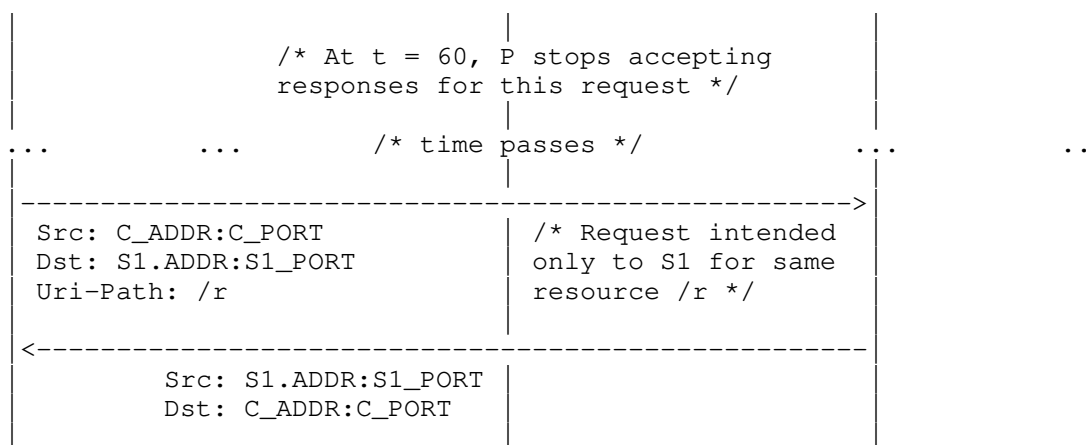 /* At t = 60, P stops accepting
responses for this request */
... ... /* time passes */ ... ..
Src: C_ADDR:C_PORT /* Request intended
Dst: S1.ADDR:S1_PORT only to S1 for same
Uri-Path: /r resource /r */
Src: S1.ADDR:S1_PORT
Dst: C_ADDR:C_PORT